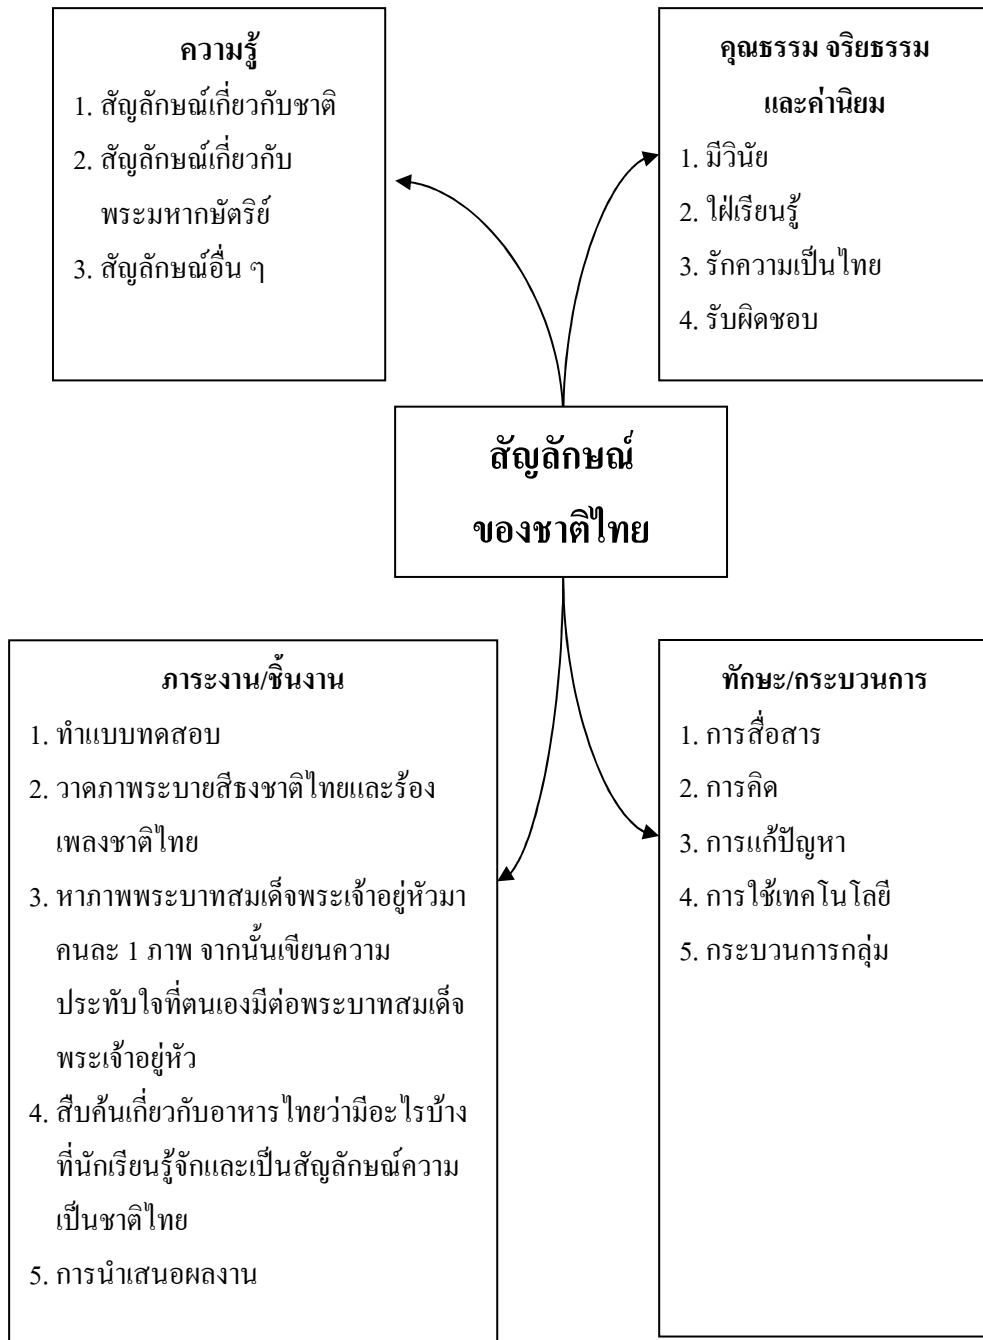 ความรู้
1. สัญลักษณ์เกี่ยวกับชาติ
2. สัญลักษณ์เกี่ยวกับ
พระมหากษัตริย์
3. สัญลักษณ์อื่น ๆ
คุณธรรม จริยธรรม
และค่านิยม
1. มีวินัย
2. ใฝ่เรียนรู้
3. รักความเป็นไทย
4. รับผิดชอบ
สัญลักษณ์
ของชาติไทย
ภาระงาน/ชิ้นงาน
1. ทำแบบทดสอบ
2. วาดภาพระบายสีธงชาติไทยและร้อง
เพลงชาติไทย
3. หาภาพพระบาทสมเด็จพระเจ้าอยู่หัวมา
คนละ 1 ภาพ จากนั้นเขียนความ
ประทับใจที่ตนเองมีต่อพระบาทสมเด็จ
พระเจ้าอยู่หัว
4. สืบค้นเกี่ยวกับอาหารไทยว่ามีอะไรบ้าง
ที่นักเรียนรู้จักและเป็นสัญลักษณ์ความ
เป็นชาติไทย
5. การนำเสนอผลงาน
ทักษะ/กระบวนการ
1. การสื่อสาร
2. การคิด
3. การแก้ปัญหา
4. การใช้เทคโนโลยี
5. กระบวนการกลุ่ม